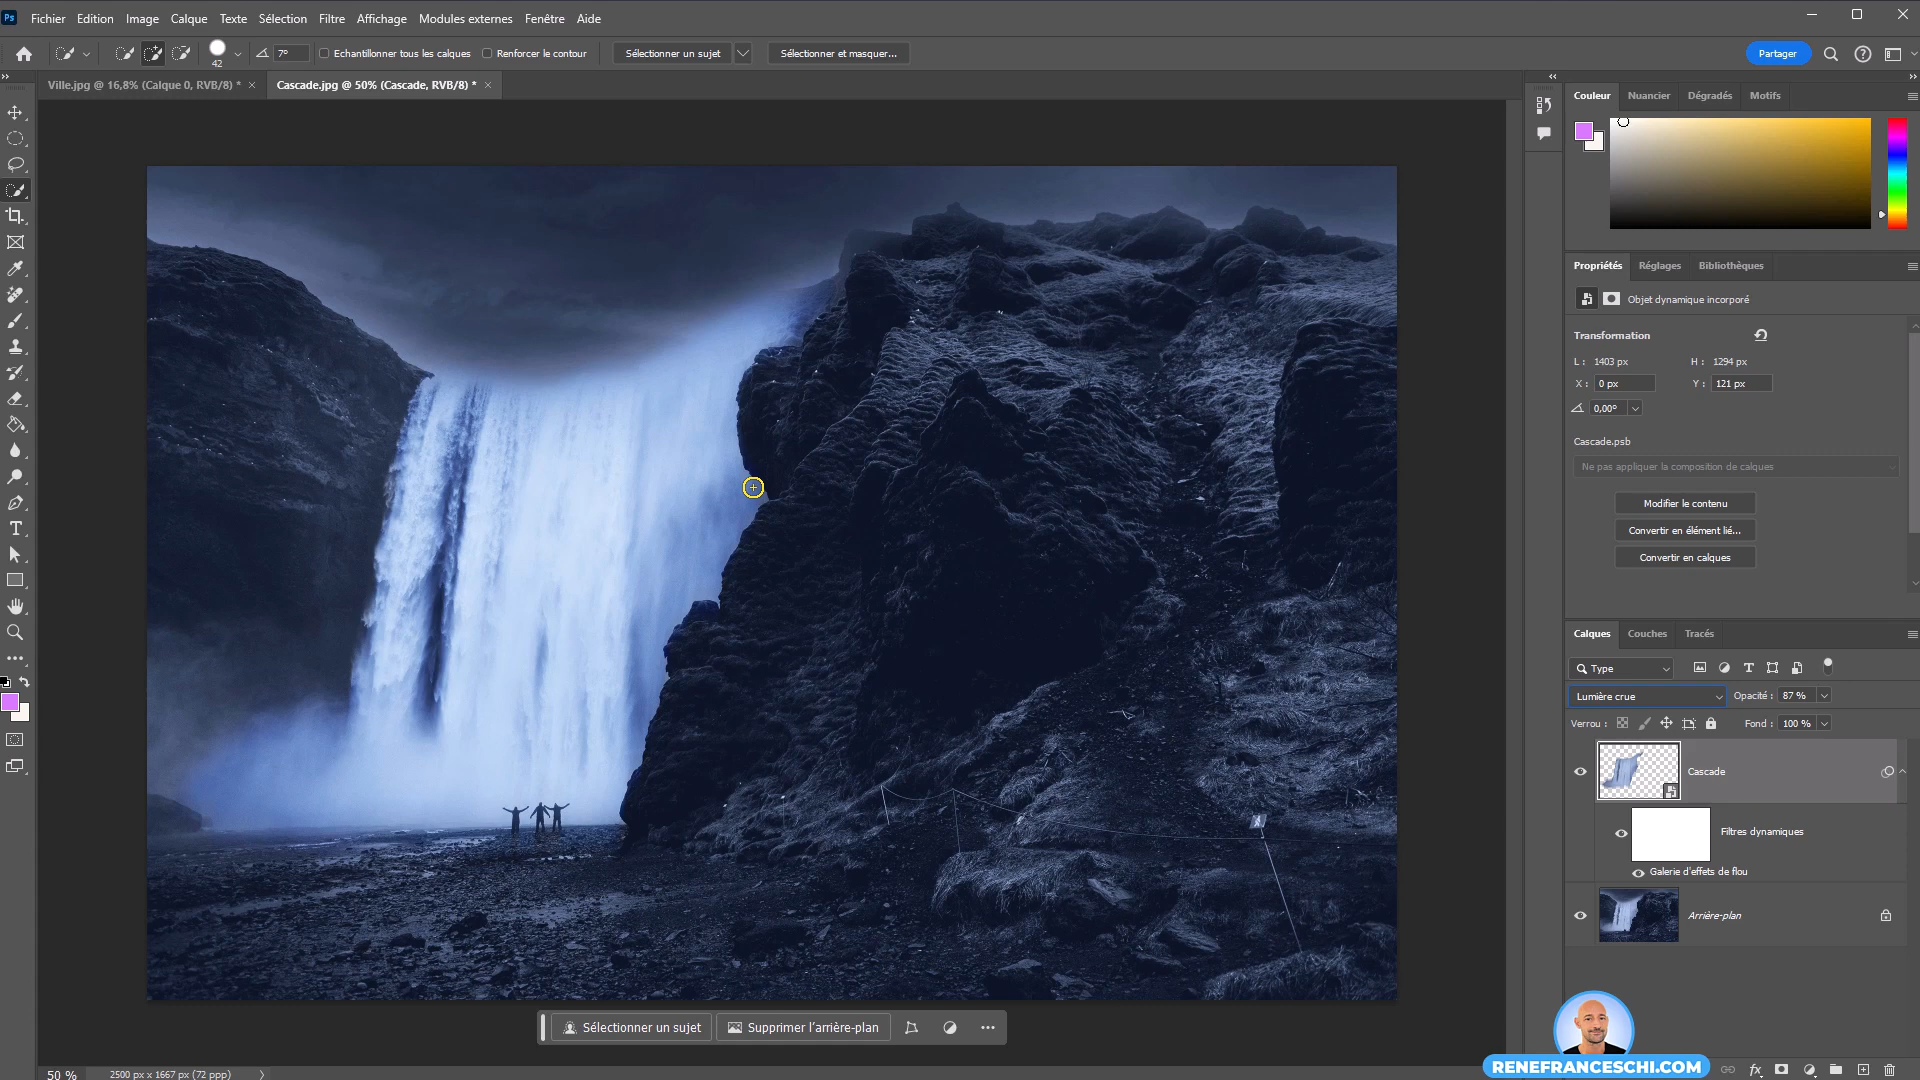 Ps Fichier Edition Image Calque Texte Sélection Filtre Affichage Modules externes Fenêtre Aide
42 7° Echantillonner tous les calques Renforcer le contour Sélectionner un sujet Sélectionner et masquer... Partager
Ville.jpg @ 16,8% (Calque 0, RVB/8) * × Cascade.jpg @ 50% (Cascade, RVB/8) * ×
Couleur Nuancier Dégradés Motifs
Propriétés Réglages Bibliothèques
Objet dynamique incorporé
Transformation
L : 1403 px H : 1294 px
X : 0 px Y : 121 px
0,00°
Cascade.psb
Ne pas appliquer la composition de calques
Modifier le contenu
Convertir en élément lié...
Convertir en calques
Calques Couches Tracés
Type
Lumière crue Opacité : 87 %
Verrou : Fond : 100 %
Cascade
Filtres dynamiques
Galerie d'effets de flou
Arrière-plan
Sélectionner un sujet Supprimer l'arrière-plan
50 % 2500 px x 1667 px (72 ppp)
RENEFRANCESCHI.COM
fx